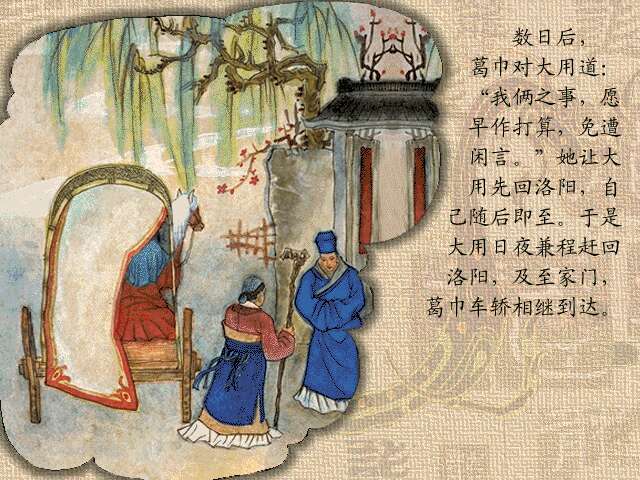 数日后，
葛巾对大用道：
“我俩之事，愿
早作打算，免遭
闲言。”她让大
用先回洛阳，自
己随后即至。于是
大用日夜兼程赶回
洛阳，及至家门，
葛巾车轿相继到达。